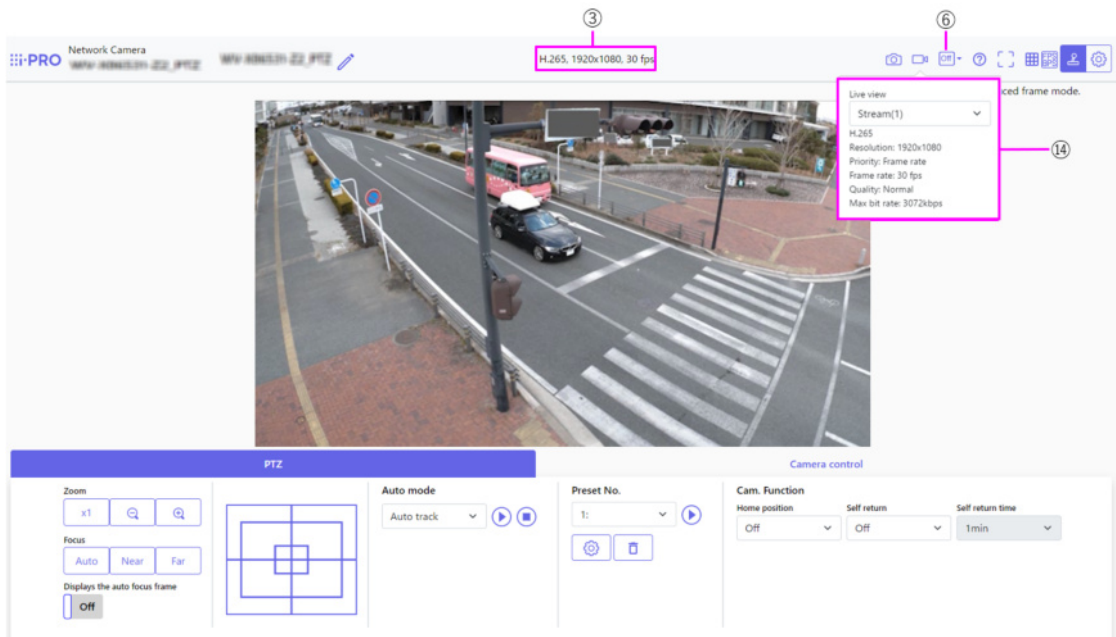 ③
⑥
i-PRO
Network Camera
H.265, 1920x1080, 30 fps
Off
ced frame mode.
Live view
Stream(1)
H.265
Resolution: 1920x1080
Priority: Frame rate
Frame rate: 30 fps
Quality: Normal
Max bit rate: 3072kbps
⑭
PTZ
Camera control
Zoom
x1
Focus
Auto Near Far
Displays the auto focus frame
Off
Auto mode
Auto track
Preset No.
1:
Cam. Function
Home position Self return Self return time
Off Off 1min